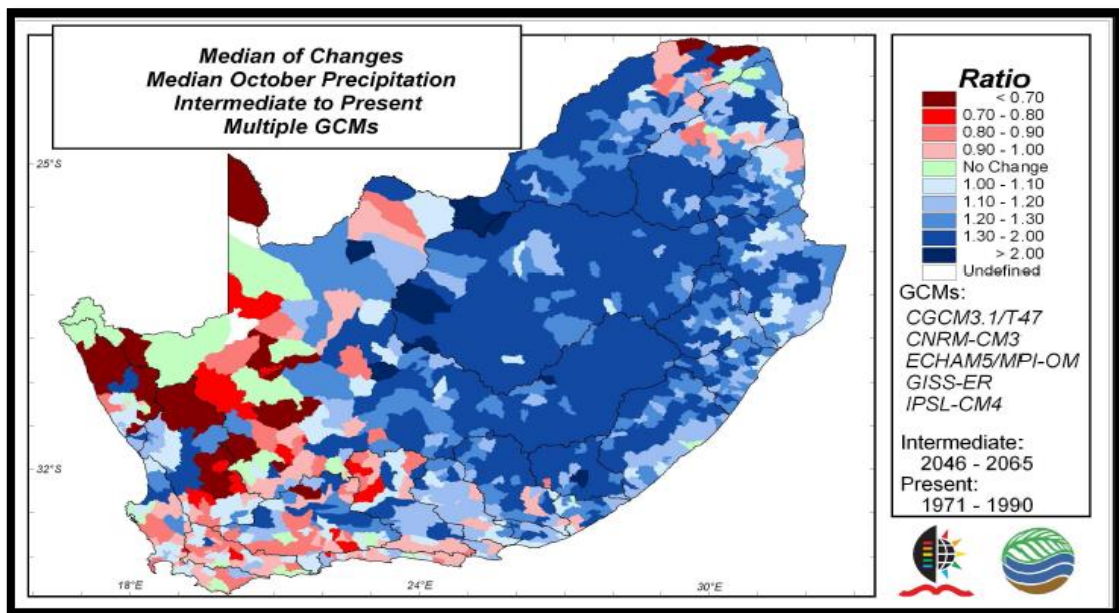 Median of Changes
Median October Precipitation
Intermediate to Present
Multiple GCMs
Ratio
< 0.70
0.70 - 0.80
0.80 - 0.90
0.90 - 1.00
No Change
1.00 - 1.10
1.10 - 1.20
1.20 - 1.30
1.30 - 2.00
> 2.00
Undefined
GCMs:
CGCM3.1/T47
CNRM-CM3
ECHAM5/MPI-OM
GISS-ER
IPSL-CM4
Intermediate:
2046 - 2065
Present:
1971 - 1990
25°S
32°S
18°E
24°E
30°E